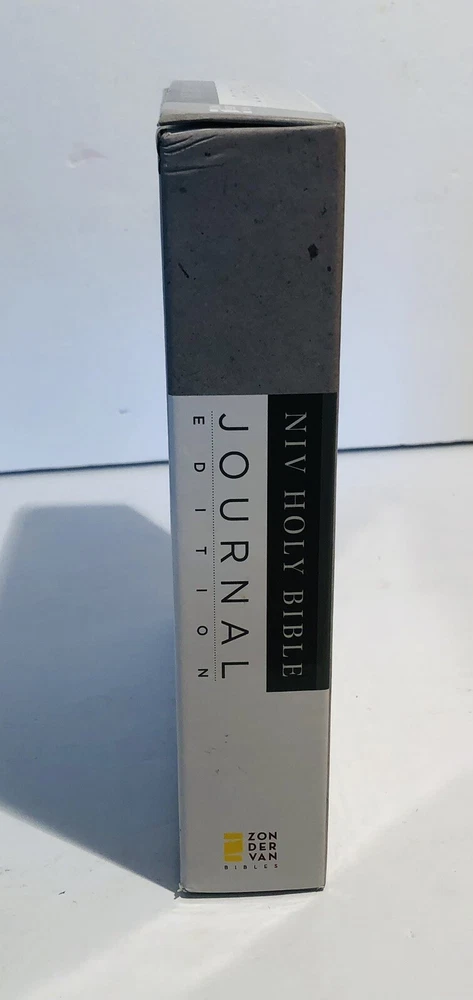 NIV HOLY BIBLE
JOURNAL
EDITION
ZON
DER
VAN
BIBLES